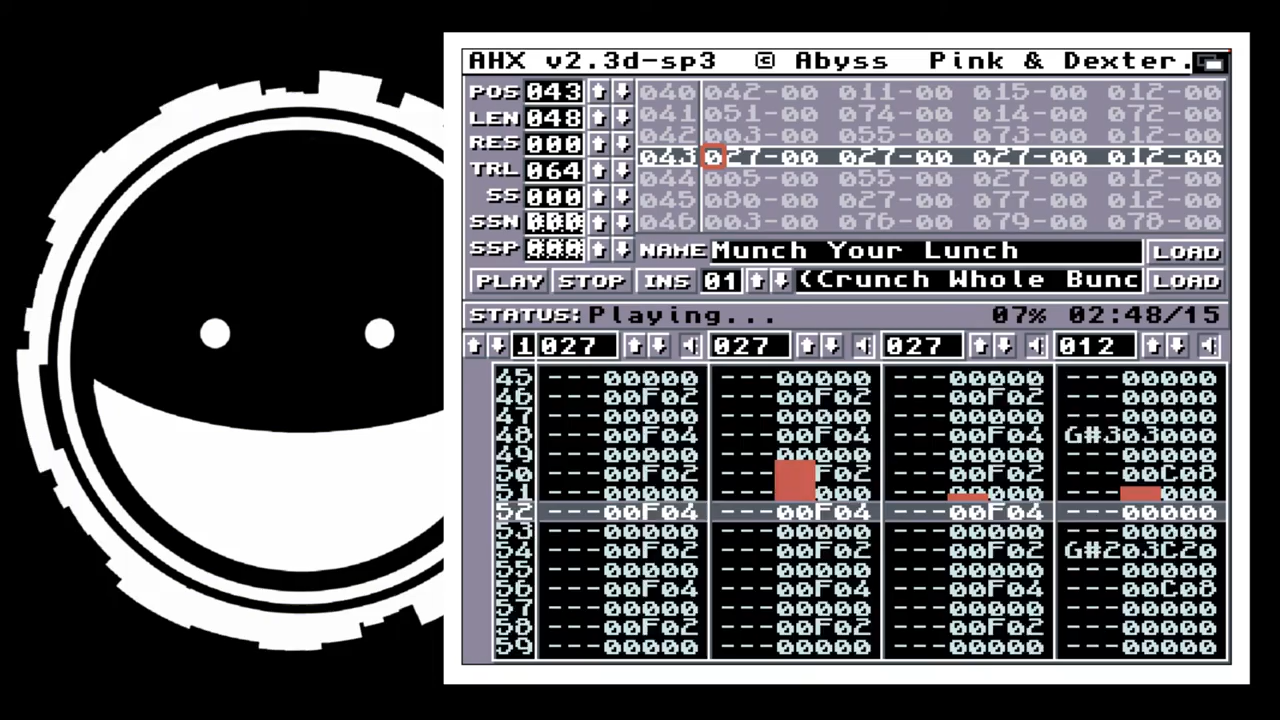 AHX v2.3d-sp3 © Abyss Pink & Dexter.
POS 043 040 042-00 011-00 015-00 012-00
LEN 048 041 051-00 074-00 014-00 072-00
RES 000 042 003-00 055-00 073-00 012-00
043 027-00 027-00 027-00 012-00
TRL 064 044 005-00 055-00 027-00 012-00
SS 000 045 080-00 027-00 077-00 012-00
SSN 000 046 003-00 076-00 079-00 078-00
SSP 000 NAME Munch Your Lunch LOAD
PLAY STOP INS 01 (Crunch Whole Bunc LOAD
STATUS: Playing... 07% 02:48/15
1 027 027 027 012
45 ---00000 ---00000 ---00000 ---00000
46 ---00F02 ---00F02 ---00F02 ---00000
47 ---00000 ---00000 ---00000 ---00000
48 ---00F04 ---00F04 ---00F04 G#303000
49 ---00000 ---00000 ---00000 ---00000
50 ---00F02 --- F02 ---00F02 ---00C08
51 ---00000 --- 000 --- 000 --- 000
52 ---00F04 ---00F04 ---00F04 ---00000
53 ---00000 ---00000 ---00000 ---00000
54 ---00F02 ---00F02 ---00F02 G#203C20
55 ---00000 ---00000 ---00000 ---00000
56 ---00F04 ---00F04 ---00F04 ---00C08
57 ---00000 ---00000 ---00000 ---00000
58 ---00F02 ---00F02 ---00F02 ---00000
59 ---00000 ---00000 ---00000 ---00000